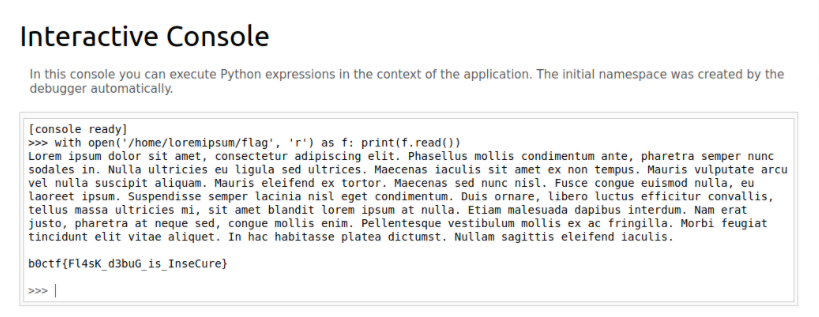 Interactive Console
In this console you can execute Python expressions in the context of the application. The initial namespace was created by the
debugger automatically.
[console ready]
>>> with open('/home/loremipsum/flag', 'r') as f: print(f.read())
Lorem ipsum dolor sit amet, consectetur adipiscing elit. Phasellus mollis condimentum ante, pharetra semper nunc
sodales in. Nulla ultricies eu ligula sed ultrices. Maecenas iaculis sit amet ex non tempus. Mauris vulputate arcu
vel nulla suscipit aliquam. Mauris eleifend ex tortor. Maecenas sed nunc nisl. Fusce congue euismod nulla, eu
laoreet ipsum. Suspendisse semper lacinia nisl eget condimentum. Duis ornare, libero luctus efficitur convallis,
tellus massa ultricies mi, sit amet blandit lorem ipsum at nulla. Etiam malesuada dapibus interdum. Nam erat
justo, pharetra at neque sed, congue mollis enim. Pellentesque vestibulum mollis ex ac fringilla. Morbi feugiat
tincidunt elit vitae aliquet. In hac habitasse platea dictumst. Nullam sagittis eleifend iaculis.
b0ctf{Fl4sK_d3buG_is_InseCure}
>>>